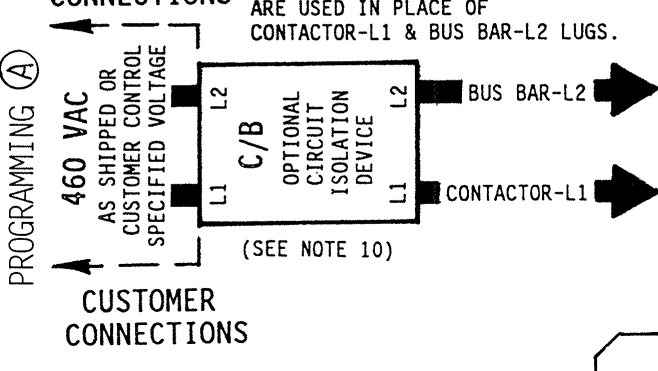 CONNECTIONS
ARE USED IN PLACE OF
CONTACTOR-L1 & BUS BAR-L2 LUGS.
PROGRAMMING A
460 VAC
AS SHIPPED OR
CUSTOMER CONTROL
SPECIFIED VOLTAGE
L2
L1
C/B
OPTIONAL
CIRCUIT
ISOLATION
DEVICE
L2
L1
BUS BAR-L2
CONTACTOR-L1
(SEE NOTE 10)
CUSTOMER
CONNECTIONS